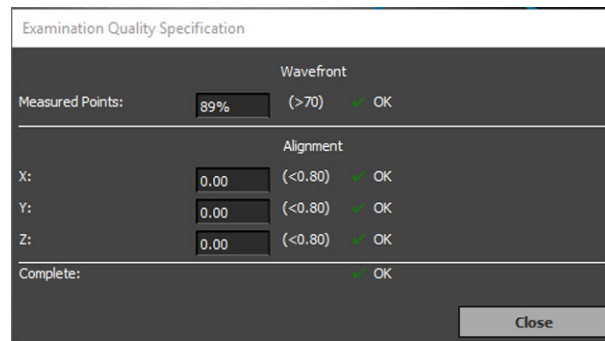 Examination Quality Specification
Wavefront
Measured Points: 89% (>70) ✓ OK
Alignment
X: 0.00 (<0.80) ✓ OK
Y: 0.00 (<0.80) ✓ OK
Z: 0.00 (<0.80) ✓ OK
Complete: ✓ OK
Close